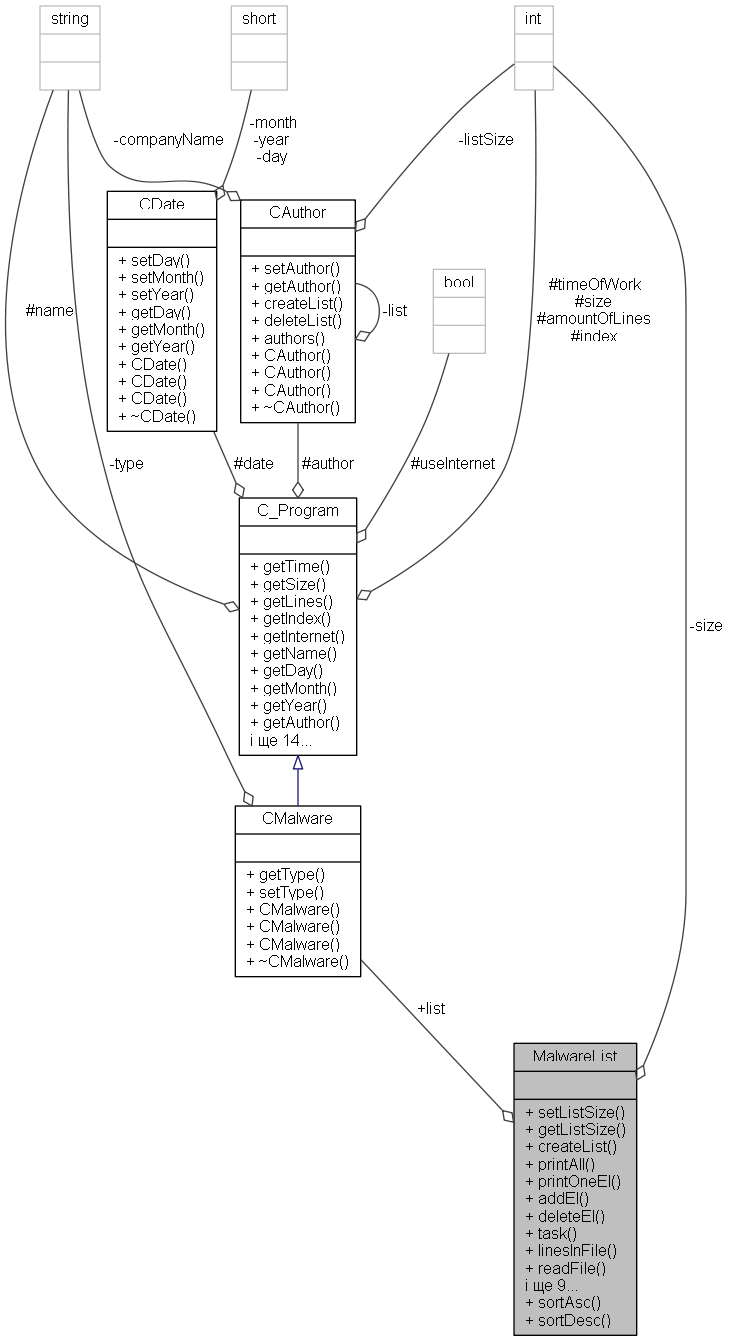 string
short
int
-companyName
-month
-year
-day
-listSize
CDate
+ setDay()
+ setMonth()
+ setYear()
+ getDay()
+ getMonth()
+ getYear()
+ CDate()
+ CDate()
+ CDate()
+ ~CDate()
CAuthor
+ setAuthor()
+ getAuthor()
+ createList()
+ deleteList()
+ authors()
+ CAuthor()
+ CAuthor()
+ CAuthor()
+ ~CAuthor()
-list
bool
#timeOfWork
#size
#amountOfLines
#index
#name
-type
#date
#author
#useInternet
C_Program
+ getTime()
+ getSize()
+ getLines()
+ getIndex()
+ getInternet()
+ getName()
+ getDay()
+ getMonth()
+ getYear()
+ getAuthor()
і ще 14...
-size
CMalware
+ getType()
+ setType()
+ CMalware()
+ CMalware()
+ CMalware()
+ ~CMalware()
+list
MalwareList
+ setListSize()
+ getListSize()
+ createList()
+ printAll()
+ printOneEl()
+ addEl()
+ deleteEl()
+ task()
+ linesInFile()
+ readFile()
і ще 9...
+ sortAsc()
+ sortDesc()